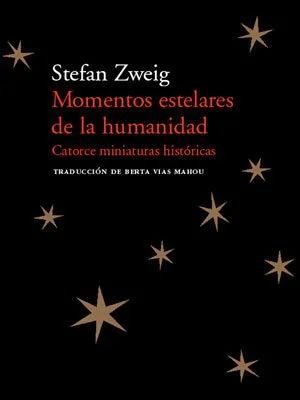 Stefan Zweig
Momentos estelares
de la humanidad
Catorce miniaturas históricas
TRADUCCIÓN DE BERTA VIAS MAHOU